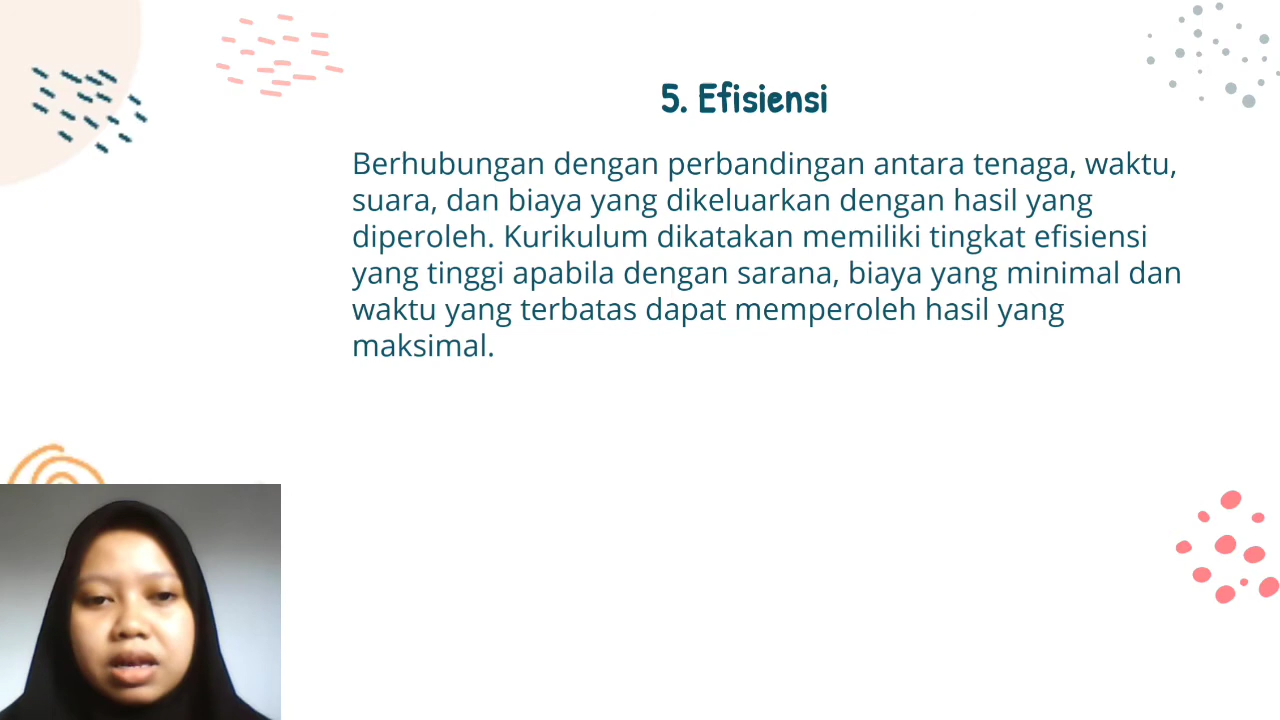 5. Efisiensi
Berhubungan dengan perbandingan antara tenaga, waktu,
suara, dan biaya yang dikeluarkan dengan hasil yang
diperoleh. Kurikulum dikatakan memiliki tingkat efisiensi
yang tinggi apabila dengan sarana, biaya yang minimal dan
waktu yang terbatas dapat memperoleh hasil yang
maksimal.